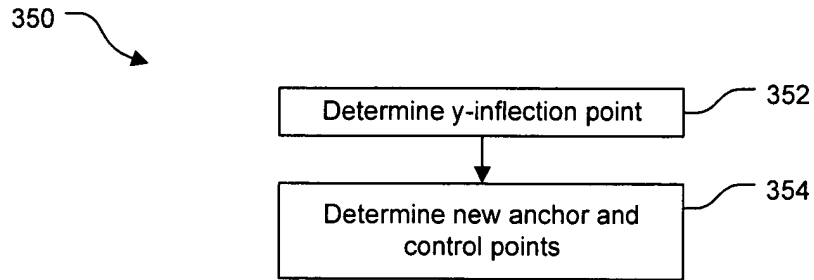 350
352
Determine y-inflection point
354
Determine new anchor and
control points